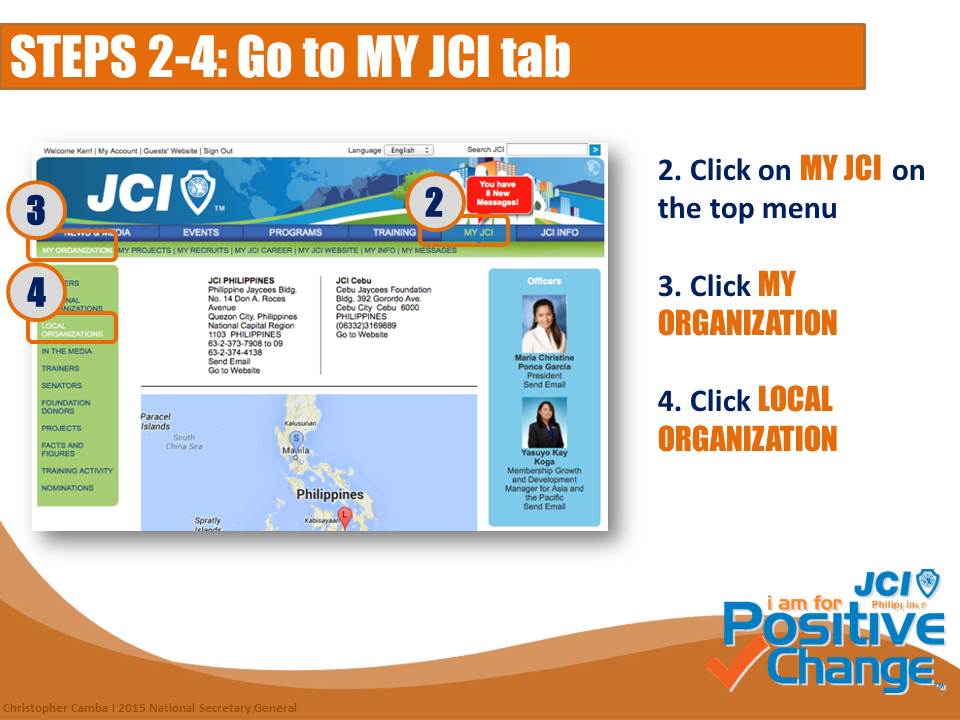 STEPS 2-4: Go to MY JCI tab
Welcome Ken! | My Account | Guests' Website | Sign Out
Language English
Search JCI
JCI
TM
You have
8 New
Messages!
2
3
NEWS & MEDIA
EVENTS
PROGRAMS
TRAINING
MY JCI
JCI INFO
MY ORGANIZATION | MY PROJECTS | MY RECRUITS | MY JCI CAREER | MY JCI WEBSITE | MY INFO | MY MESSAGES
4
LOCAL
ORGANIZATIONS
IN THE MEDIA
TRAINERS
SENATORS
FOUNDATION
DONORS
PROJECTS
FACTS AND
FIGURES
TRAINING ACTIVITY
NOMINATIONS
JCI PHILIPPINES
Philippine Jaycees Bldg.
No. 14 Don A. Roces
Avenue
Quezon City, Philippines
National Capital Region
1103 PHILIPPINES
63-2-373-7908 to 09
63-2-374-4138
Send Email
Go to Website
JCI Cebu
Cebu Jaycees Foundation
Bldg. 392 Gorordo Ave.
Cebu City Cebu 6000
PHILIPPINES
(06332)3169889
Go to Website
Officers
Maria Christine
Ponce Garcia
President
Send Email
Yasuyo Kay
Koga
Membership Growth
and Development
Manager for Asia and
the Pacific
Send Email
Paracel
Islands
South
China Sea
Kalusunan
S
Manila
Philippines
Spratly
Islands
Kabisayaan
L
2. Click on MY JCI on
the top menu
3. Click MY
ORGANIZATION
4. Click LOCAL
ORGANIZATION
JCI
Philippines
i am for
Positive
Change
Christopher Camba I 2015 National Secretary General